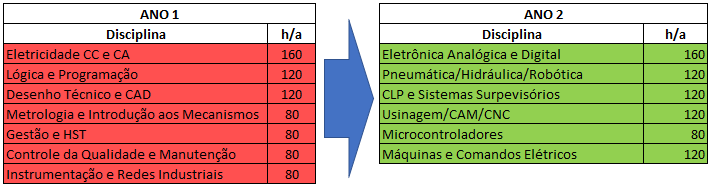 ANO 1
Disciplina h/a
Eletricidade CC e CA 160
Lógica e Programação 120
Desenho Técnico e CAD 120
Metrologia e Introdução aos Mecanismos 80
Gestão e HST 80
Controle da Qualidade e Manutenção 80
Instrumentação e Redes Industriais 80
ANO 2
Disciplina h/a
Eletrônica Analógica e Digital 160
Pneumática/Hidráulica/Robótica 120
CLP e Sistemas Surpevisórios 120
Usinagem/CAM/CNC 120
Microcontroladores 80
Máquinas e Comandos Elétricos 120